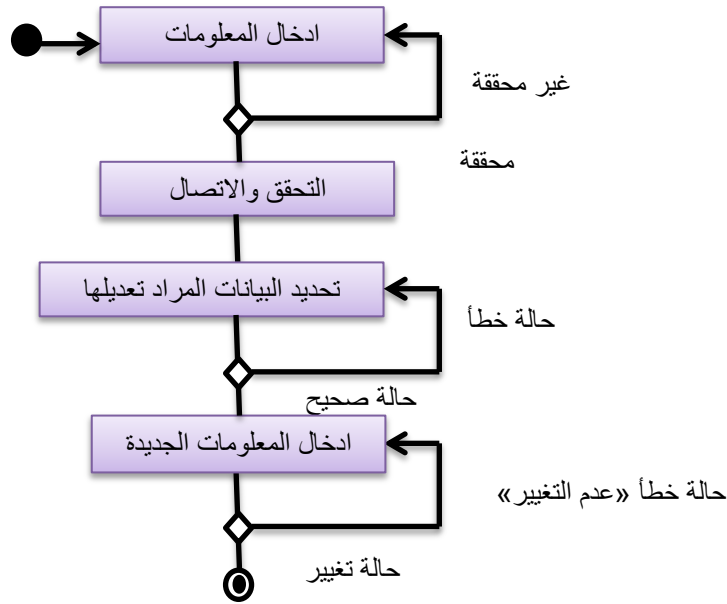 ادخال المعلومات
غير محققة
محققة
التحقق والاتصال
تحديد البيانات المراد تعديلها
حالة خطأ
حالة صحيح
ادخال المعلومات الجديدة
حالة خطأ «عدم التغيير»
حالة تغيير